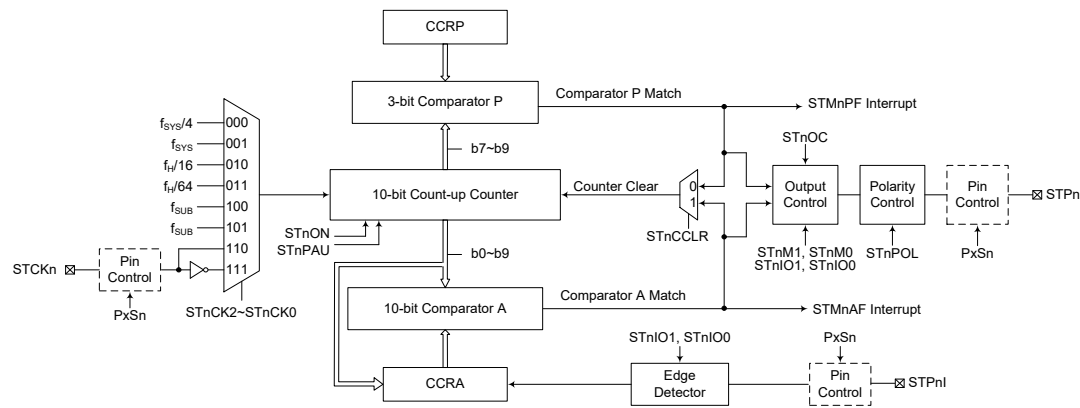 CCRP
3-bit Comparator P
Comparator P Match
STMnPF Interrupt
fSYS/4
000
fSYS
001
fH/16
010
fH/64
011
fSUB
100
fSUB
101
110
111
b7~b9
10-bit Count-up Counter
Counter Clear
0
1
STnCCLR
STnOC
Output
Control
Polarity
Control
Pin
Control
STPn
STnON
STnPAU
STnM1, STnM0
STnIO1, STnIO0
STnPOL
PxSn
STCKn
Pin
Control
PxSn
STnCK2~STnCK0
b0~b9
10-bit Comparator A
Comparator A Match
STMnAF Interrupt
STnIO1, STnIO0
PxSn
CCRA
Edge
Detector
Pin
Control
STPnI